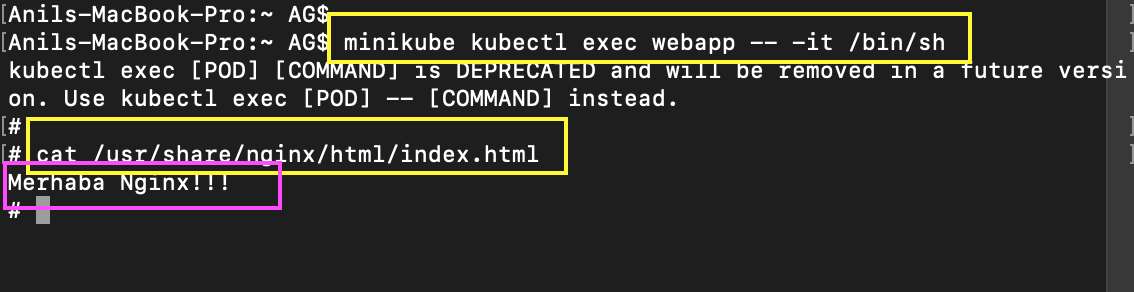 [Anils-MacBook-Pro:~ AG$
[Anils-MacBook-Pro:~ AG$ minikube kubectl exec webapp -- -it /bin/sh ]
kubectl exec [POD] [COMMAND] is DEPRECATED and will be removed in a future versi
on. Use kubectl exec [POD] -- [COMMAND] instead.
[# ]
[# cat /usr/share/nginx/html/index.html ]
Merhaba Nginx!!!
#